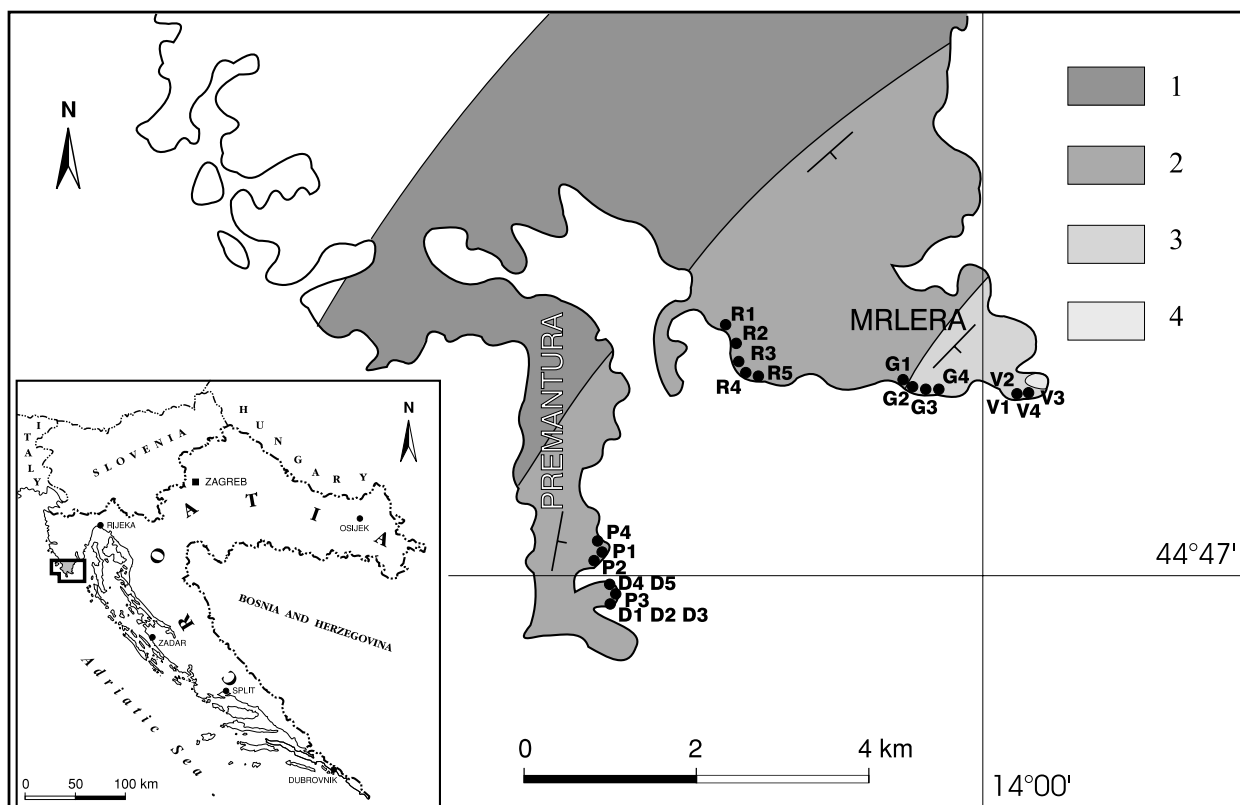 N
1
2
3
4
PREMANTURA
MRLERA
R1
R2
R3
R4
R5
G1
G2
G3
G4
V2
V1
V4
V3
P4
P1
P2
D4 D5
P3
D1 D2 D3
44°47'
14°00'
0 2 4 km
N
ITALY
SLOVENIA
HUNGARY
CROATIA
ZAGREB
OSIJEK
RIJEKA
BOSNIA AND HERZEGOVINA
ZADAR
SPLIT
DUBROVNIK
Adriatic Sea
0 50 100 km